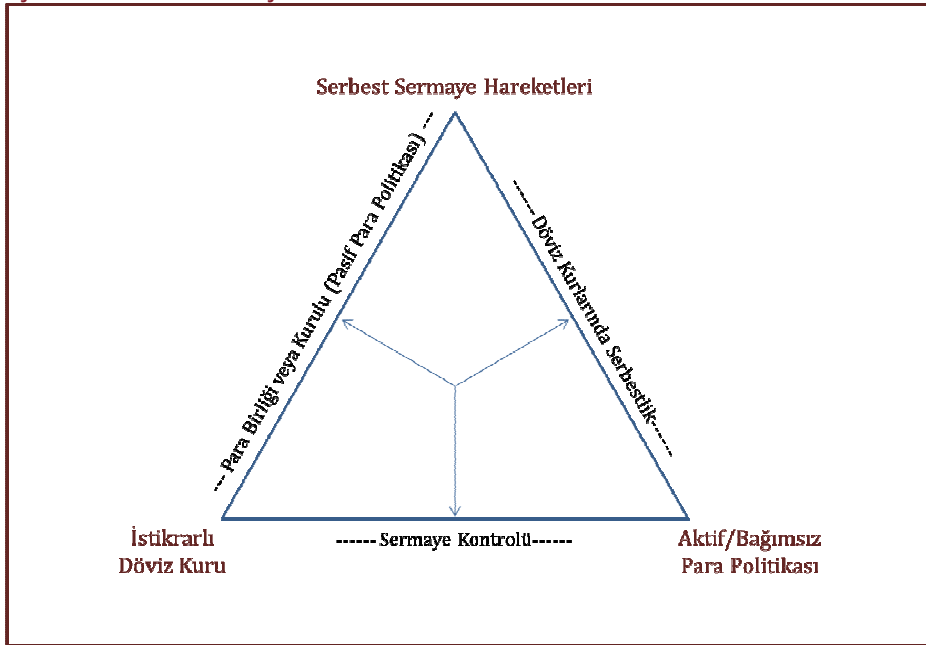 Serbest Sermaye Hareketleri
--- Para Birliği veya Kurulu (Pasif Para Politikası) ---
------ Döviz Kurlarında Serbestlik------
İstikrarlı
Döviz Kuru
------ Sermaye Kontrolü------
Aktif/Bağımsız
Para Politikası